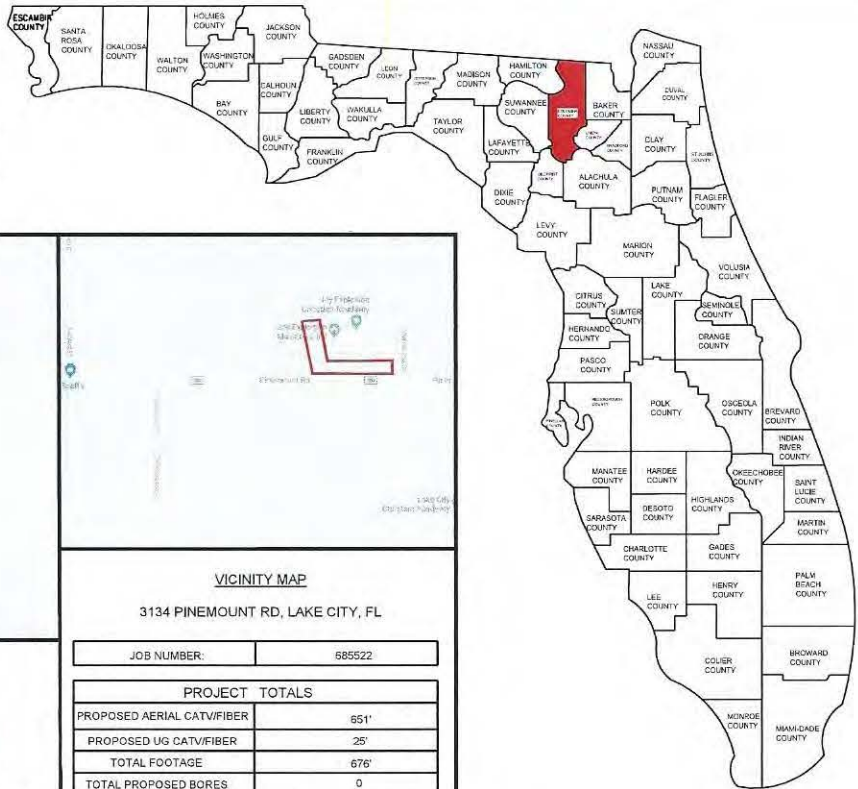 ESCAMBIA
COUNTY
SANTA
ROSA
COUNTY
OKALOOSA
COUNTY
WALTON
COUNTY
HOLMES
COUNTY
WASHINGTON
COUNTY
JACKSON
COUNTY
BAY
COUNTY
CALHOUN
COUNTY
GULF
COUNTY
GADSDEN
COUNTY
LIBERTY
COUNTY
FRANKLIN
COUNTY
LEON
COUNTY
WAKULLA
COUNTY
MADISON
COUNTY
TAYLOR
COUNTY
HAMILTON
COUNTY
SUWANNEE
COUNTY
LAFAYETTE
COUNTY
DIXIE
COUNTY
BAKER
COUNTY
NASSAU
COUNTY
DUVAL
COUNTY
CLAY
COUNTY
ALACHULA
COUNTY
PUTNAM
COUNTY
FLAGLER
COUNTY
LEVY
COUNTY
MARION
COUNTY
VOLUSIA
COUNTY
CITRUS
COUNTY
SUMTER
COUNTY
LAKE
COUNTY
SEMINOLE
COUNTY
ORANGE
COUNTY
HERNANDO
COUNTY
PASCO
COUNTY
POLK
COUNTY
OSCEOLA
COUNTY
BREVARD
COUNTY
INDIAN
RIVER
COUNTY
MANATEE
COUNTY
HARDEE
COUNTY
HIGHLANDS
COUNTY
OKEECHOBEE
COUNTY
SAINT
LUCIE
COUNTY
SARASOTA
COUNTY
DESOTO
COUNTY
MARTIN
COUNTY
CHARLOTTE
COUNTY
GADES
COUNTY
LEE
COUNTY
HENRY
COUNTY
PALM
BEACH
COUNTY
COLIER
COUNTY
BROWARD
COUNTY
MONROE
COUNTY
MIAMI-DADE
COUNTY
Pinemount Rd
VICINITY MAP
3134 PINEMOUNT RD, LAKE CITY, FL
JOB NUMBER: 685522
PROJECT TOTALS
PROPOSED AERIAL CATV/FIBER 651'
PROPOSED UG CATV/FIBER 25'
TOTAL FOOTAGE 676'
TOTAL PROPOSED BORES 0